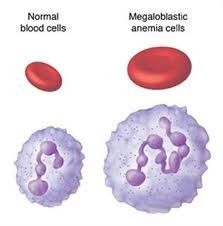 Normal
blood cells
Megaloblastic
anemia cells